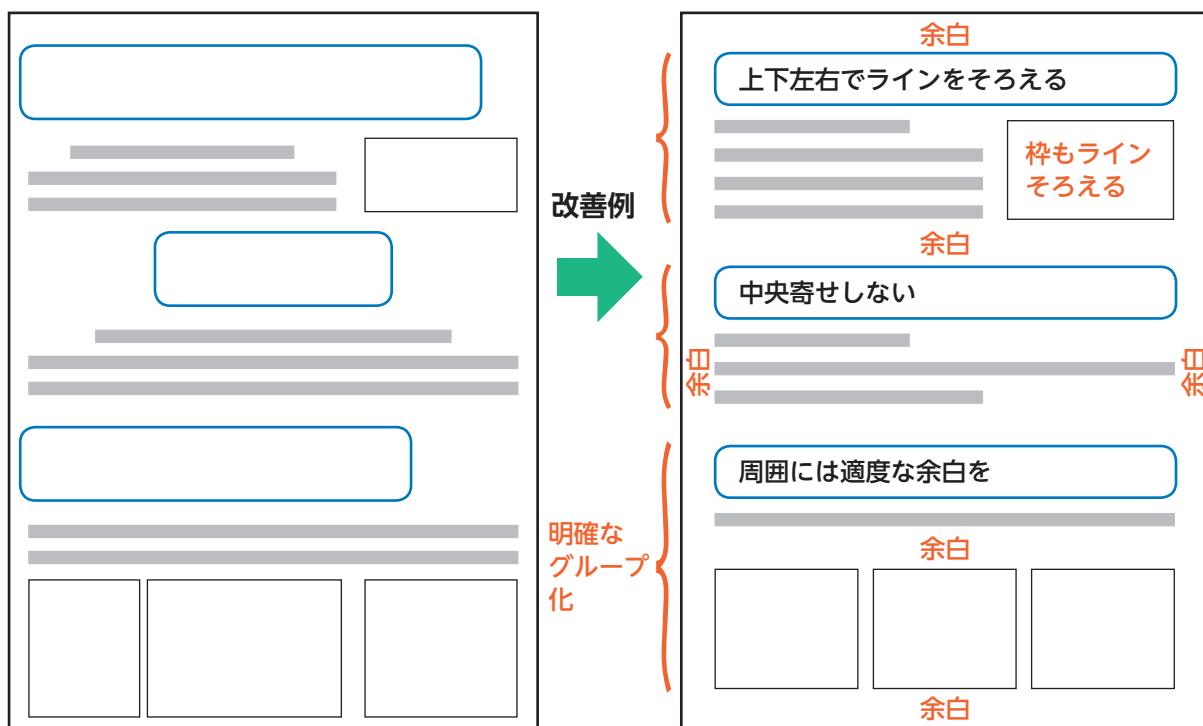 改善例
明確な
グループ
化
余白
上下左右でラインをそろえる
枠もライン
そろえる
余白
中央寄せしない
余白
余白
周囲には適度な余白を
余白
余白